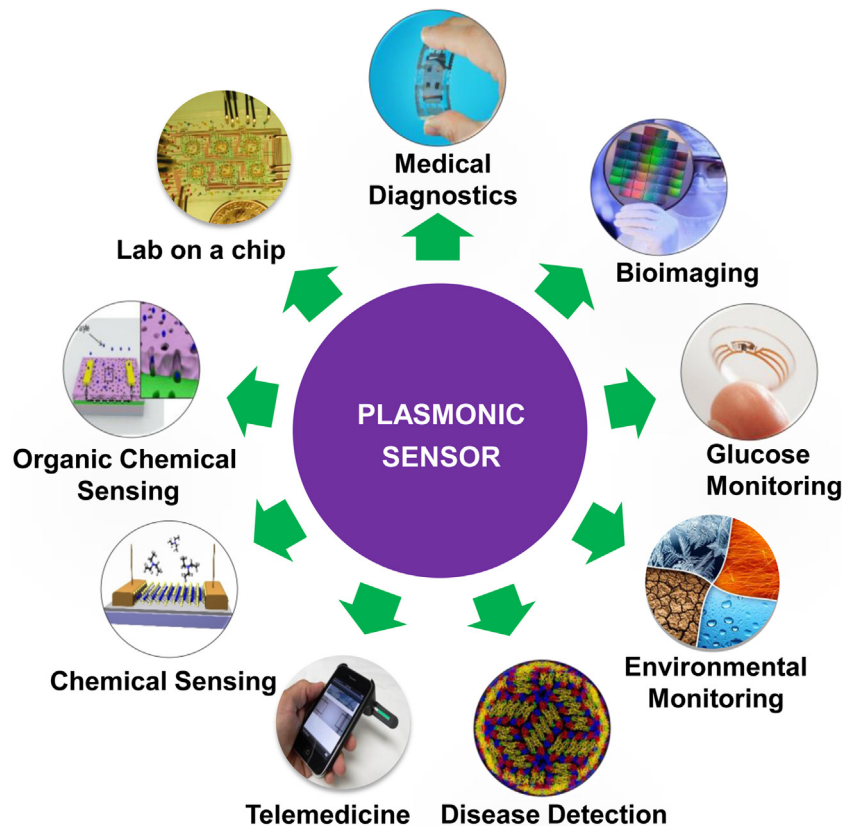 PLASMONIC
SENSOR
Medical
Diagnostics
Bioimaging
Glucose
Monitoring
Environmental
Monitoring
Disease Detection
Telemedicine
Chemical Sensing
Organic Chemical
Sensing
Lab on a chip